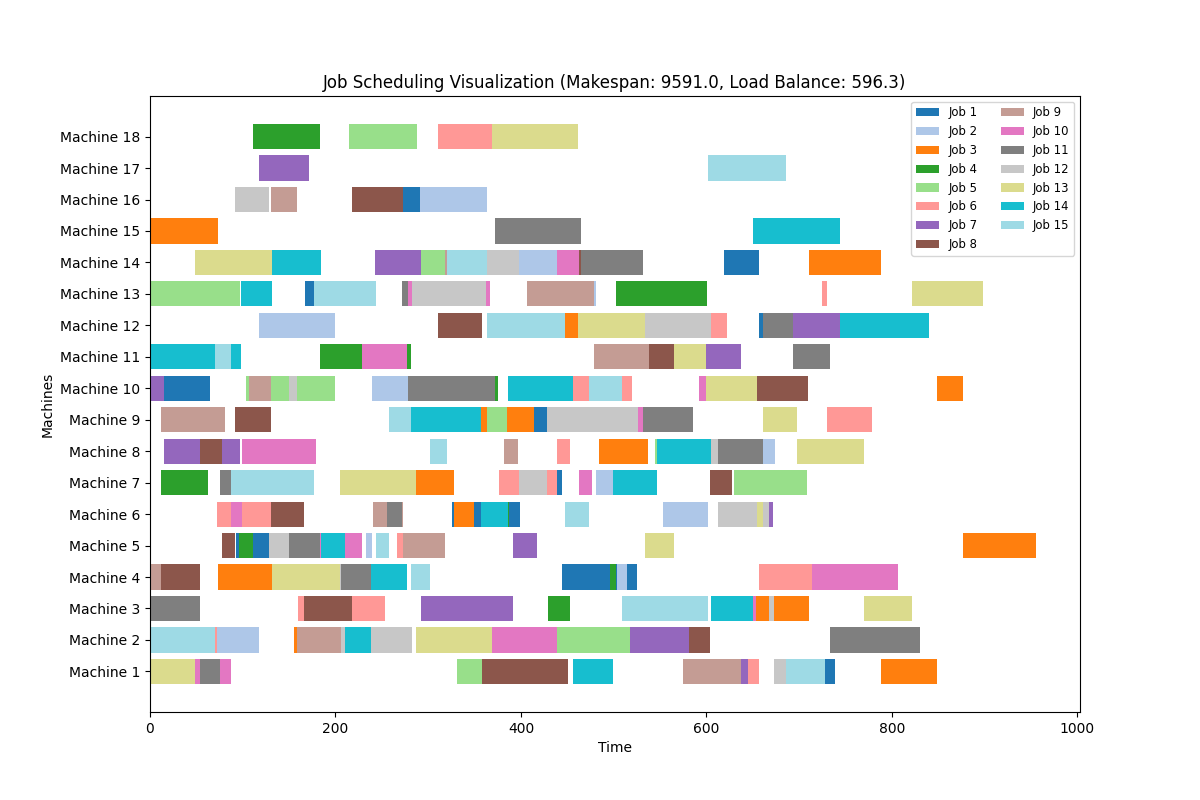 Job Scheduling Visualization (Makespan: 9591.0, Load Balance: 596.3)
Machines
Machine 18
Machine 17
Machine 16
Machine 15
Machine 14
Machine 13
Machine 12
Machine 11
Machine 10
Machine 9
Machine 8
Machine 7
Machine 6
Machine 5
Machine 4
Machine 3
Machine 2
Machine 1
Job 1
Job 2
Job 3
Job 4
Job 5
Job 6
Job 7
Job 8
Job 9
Job 10
Job 11
Job 12
Job 13
Job 14
Job 15
0 200 400 600 800 1000
Time